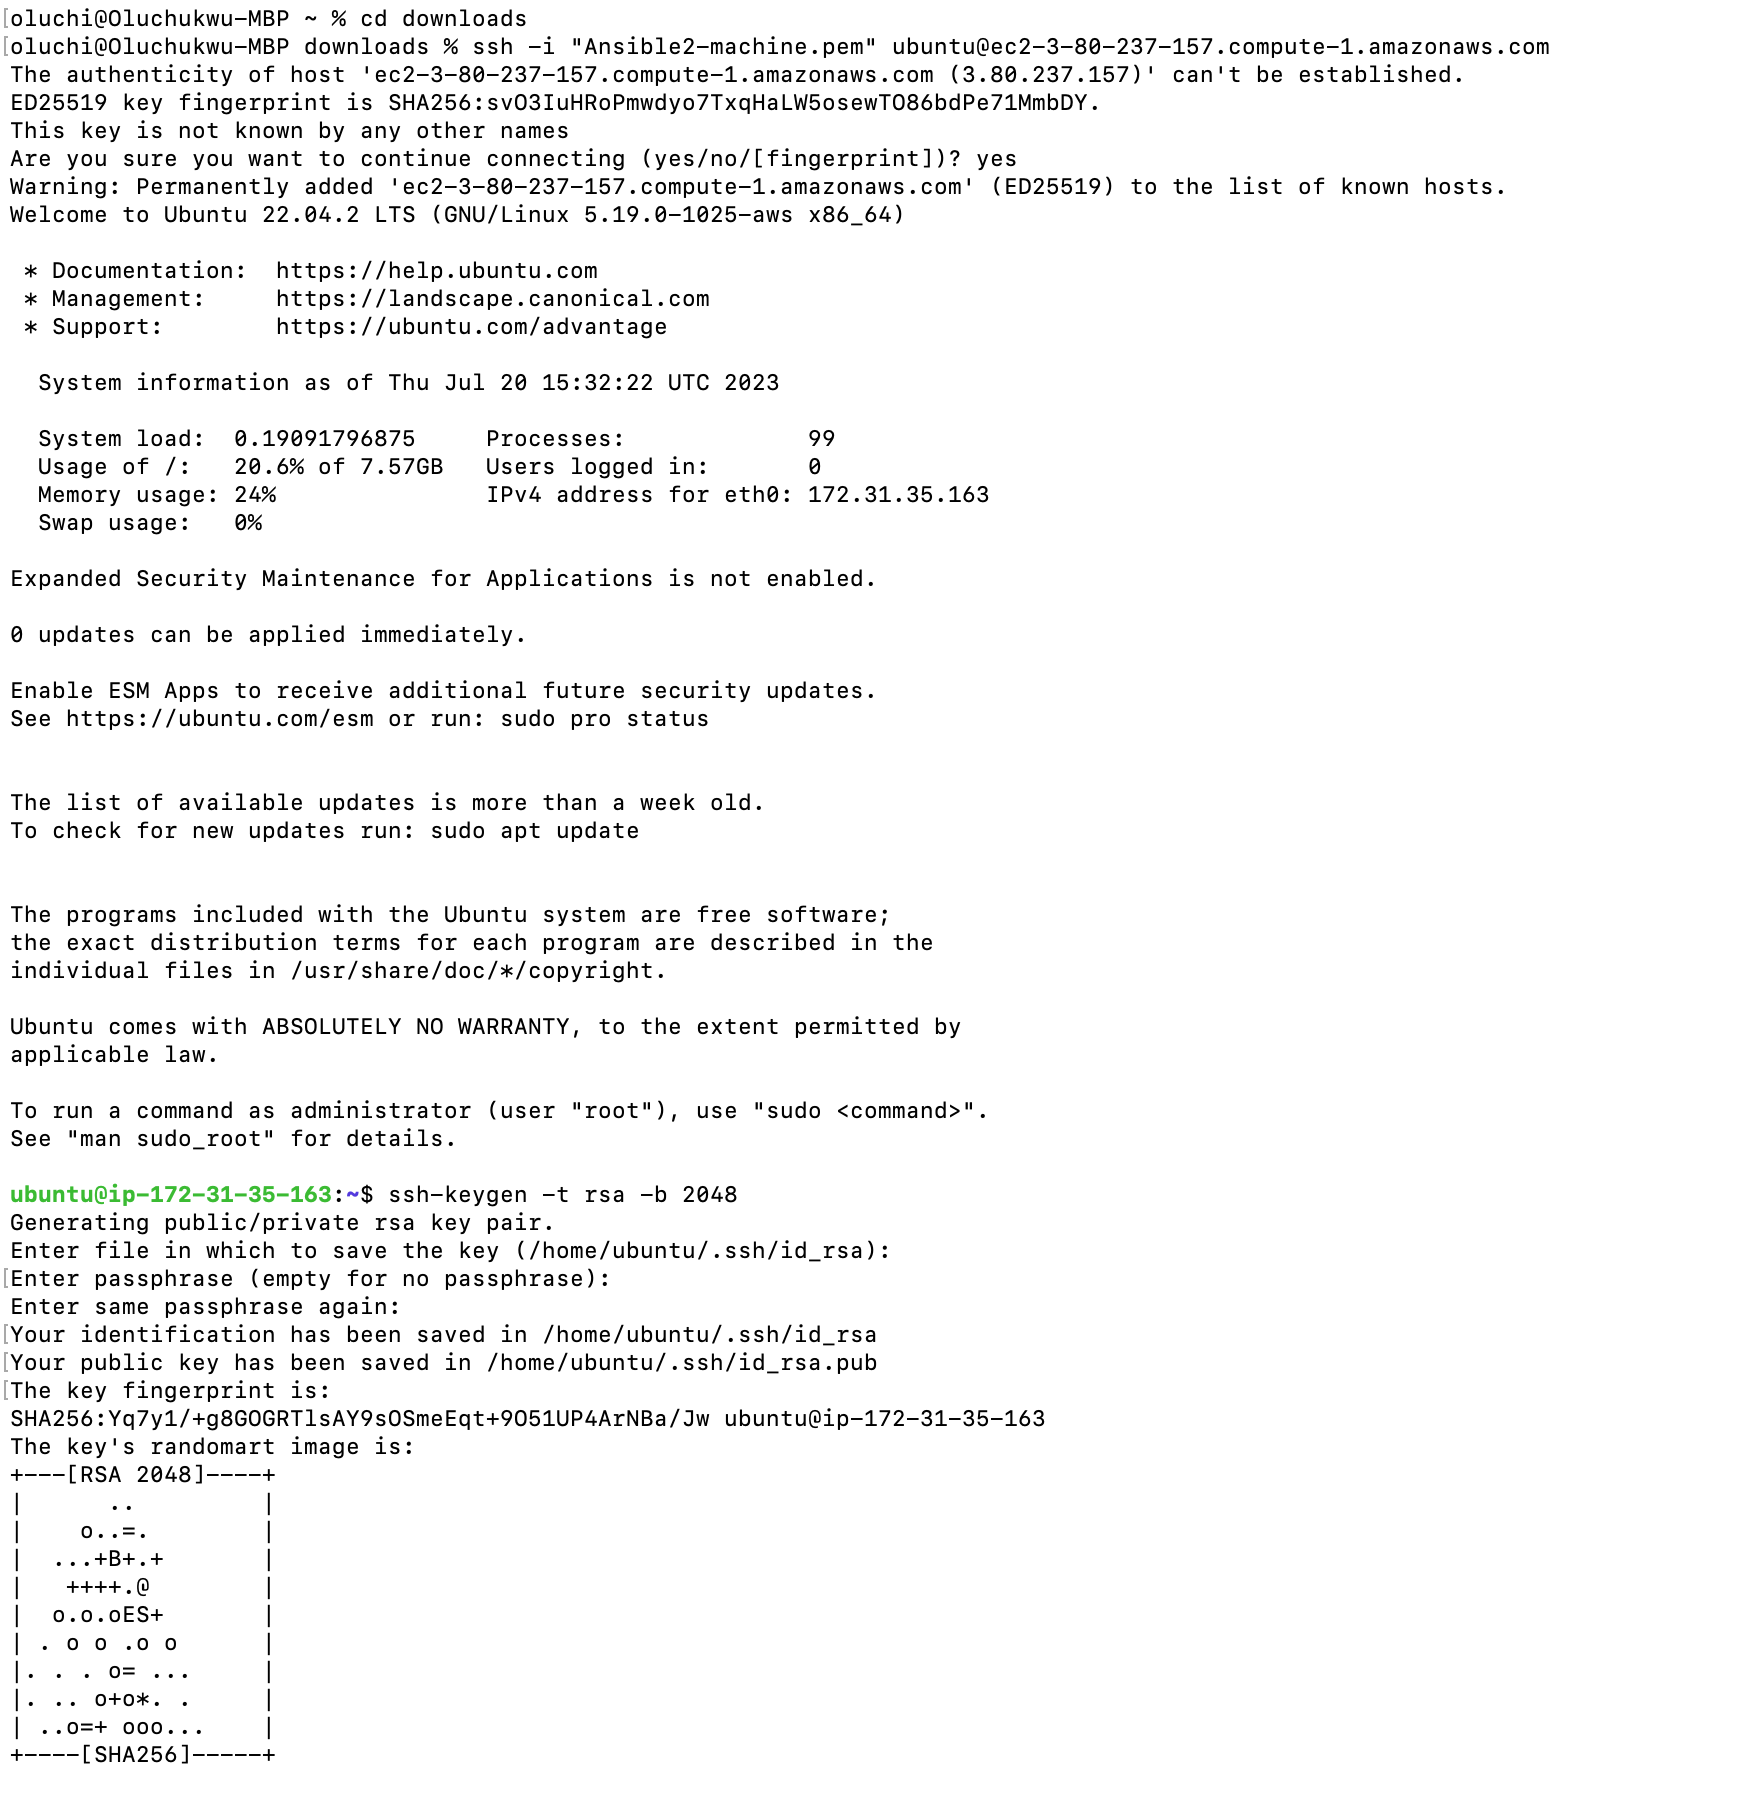 oluchi@Oluchukwu-MBP ~ % cd downloads
oluchi@Oluchukwu-MBP downloads % ssh -i "Ansible2-machine.pem" ubuntu@ec2-3-80-237-157.compute-1.amazonaws.com
The authenticity of host 'ec2-3-80-237-157.compute-1.amazonaws.com (3.80.237.157)' can't be established.
ED25519 key fingerprint is SHA256:svO3IuHRoPmwdyo7TxqHaLW5osewTO86bdPe71MmbDY.
This key is not known by any other names
Are you sure you want to continue connecting (yes/no/[fingerprint])? yes
Warning: Permanently added 'ec2-3-80-237-157.compute-1.amazonaws.com' (ED25519) to the list of known hosts.
Welcome to Ubuntu 22.04.2 LTS (GNU/Linux 5.19.0-1025-aws x86_64)

 * Documentation:  https://help.ubuntu.com
 * Management:     https://landscape.canonical.com
 * Support:        https://ubuntu.com/advantage

  System information as of Thu Jul 20 15:32:22 UTC 2023

  System load:  0.19091796875     Processes:             99
  Usage of /:   20.6% of 7.57GB   Users logged in:       0
  Memory usage: 24%               IPv4 address for eth0: 172.31.35.163
  Swap usage:   0%

Expanded Security Maintenance for Applications is not enabled.

0 updates can be applied immediately.

Enable ESM Apps to receive additional future security updates.
See https://ubuntu.com/esm or run: sudo pro status

The list of available updates is more than a week old.
To check for new updates run: sudo apt update

The programs included with the Ubuntu system are free software;
the exact distribution terms for each program are described in the
individual files in /usr/share/doc/*/copyright.

Ubuntu comes with ABSOLUTELY NO WARRANTY, to the extent permitted by
applicable law.

To run a command as administrator (user "root"), use "sudo <command>".
See "man sudo_root" for details.

ubuntu@ip-172-31-35-163:~$ ssh-keygen -t rsa -b 2048
Generating public/private rsa key pair.
Enter file in which to save the key (/home/ubuntu/.ssh/id_rsa):
Enter passphrase (empty for no passphrase):
Enter same passphrase again:
Your identification has been saved in /home/ubuntu/.ssh/id_rsa
Your public key has been saved in /home/ubuntu/.ssh/id_rsa.pub
The key fingerprint is:
SHA256:Yq7y1/+g8GOGRTlsAY9sOSmeEqt+9O51UP4ArNBa/Jw ubuntu@ip-172-31-35-163
The key's randomart image is:
+---[RSA 2048]----+
|      ..         |
|    o..=.        |
|  ...+B+.+       |
|   ++++.@        |
|  o.o.oES+       |
| . o o .o o      |
|. . . o= ...     |
|. .. o+o*. .     |
| ..o=+ ooo...    |
+----[SHA256]-----+